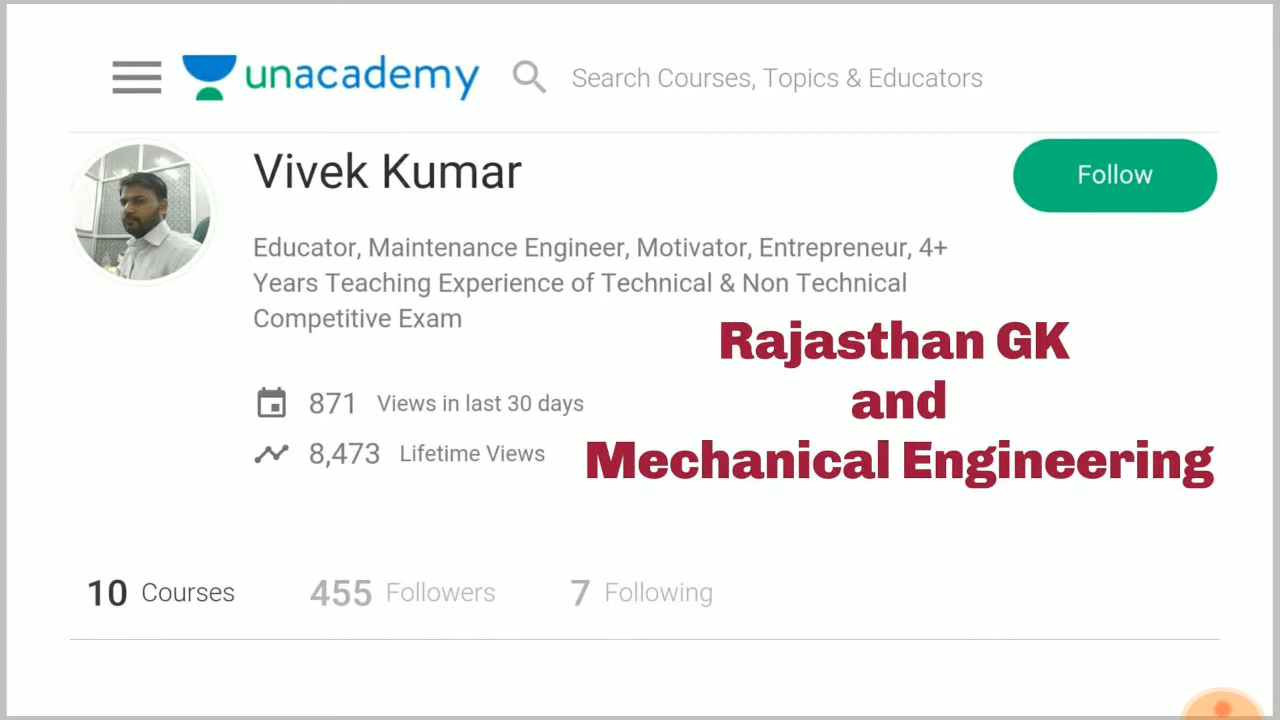 unacademy
Search Courses, Topics & Educators
Vivek Kumar
Follow
Educator, Maintenance Engineer, Motivator, Entrepreneur, 4+
Years Teaching Experience of Technical & Non Technical
Competitive Exam
Rajasthan GK
and
Mechanical Engineering
871 Views in last 30 days
8,473 Lifetime Views
10 Courses 455 Followers 7 Following